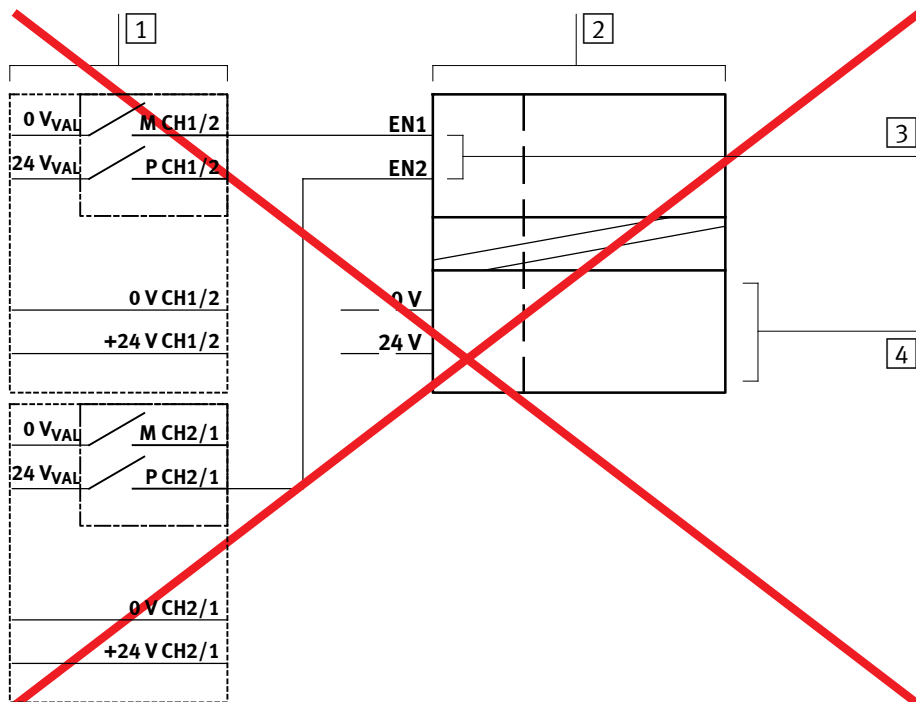 1
2
0 VVAL
M CH1/2
EN1
3
24 VVAL
P CH1/2
EN2
0 V CH1/2
0 V
+24 V CH1/2
24 V
4
0 VVAL
M CH2/1
24 VVAL
P CH2/1
0 V CH2/1
+24 V CH2/1